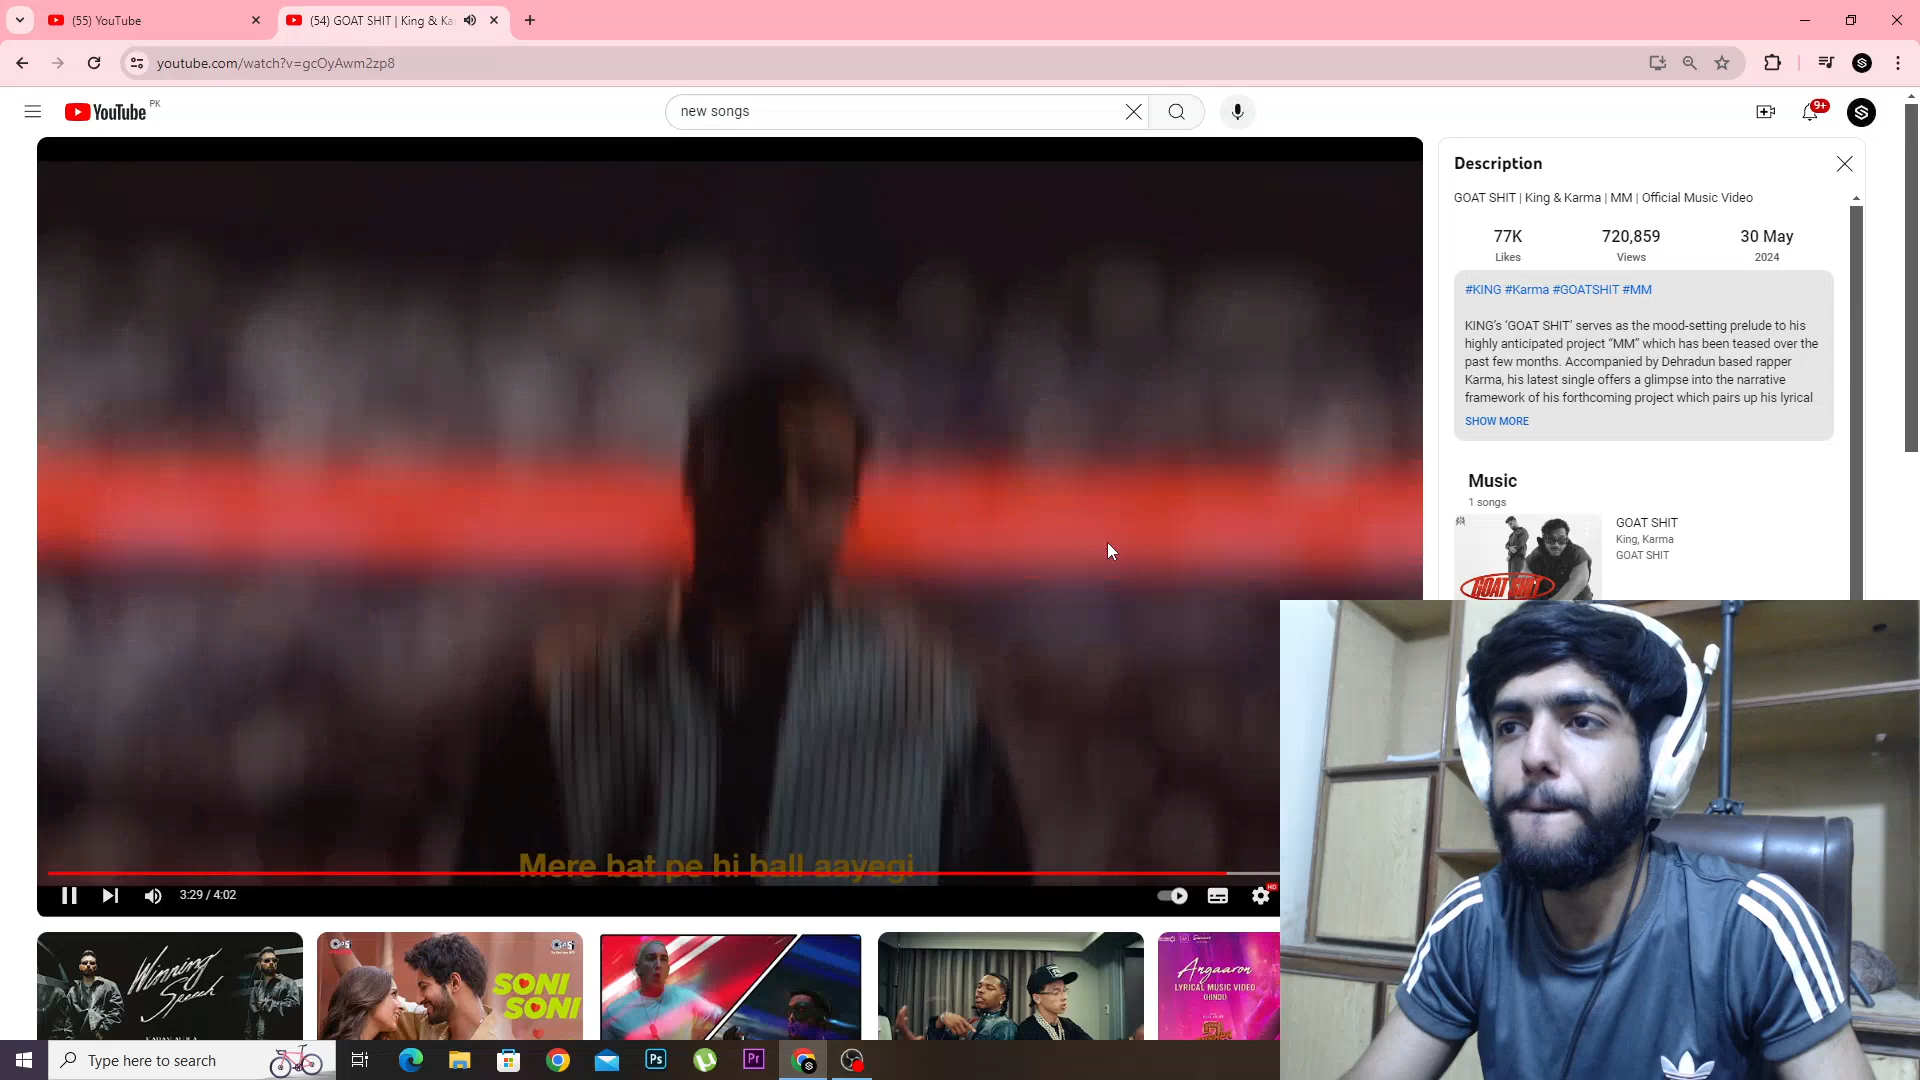 (55) YouTube
(54) GOAT SHIT | King & Ka
youtube.com/watch?v=gcOyAwm2zp8
YouTube PK
new songs
9+
Mere bat pe hi ball aayegi
3:29 / 4:02
HD
Description
GOAT SHIT | King & Karma | MM | Official Music Video
77K 720,859 30 May
Likes Views 2024
#KING #Karma #GOATSHIT #MM
KING's 'GOAT SHIT' serves as the mood-setting prelude to his
highly anticipated project "MM" which has been teased over the
past few months. Accompanied by Dehradun based rapper
Karma, his latest single offers a glimpse into the narrative
framework of his forthcoming project which pairs up his lyrical
SHOW MORE
Music
1 songs
GOAT SHIT
GOAT SHIT
King, Karma
GOAT SHIT
Winning
Speech
SONI
SONI
Angaaron
LYRICAL MUSIC VIDEO
(HINDI)
Type here to search
Ps
Pr